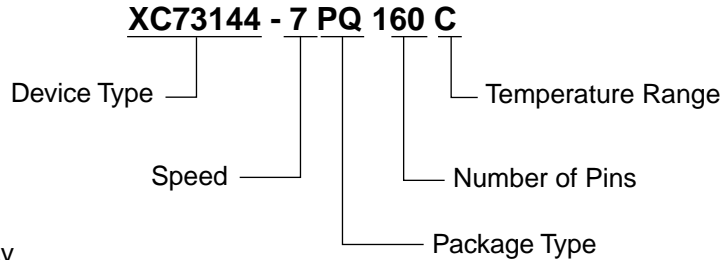 XC73144 - 7 PQ 160 C
Device Type
Temperature Range
Speed
Number of Pins
Package Type
y